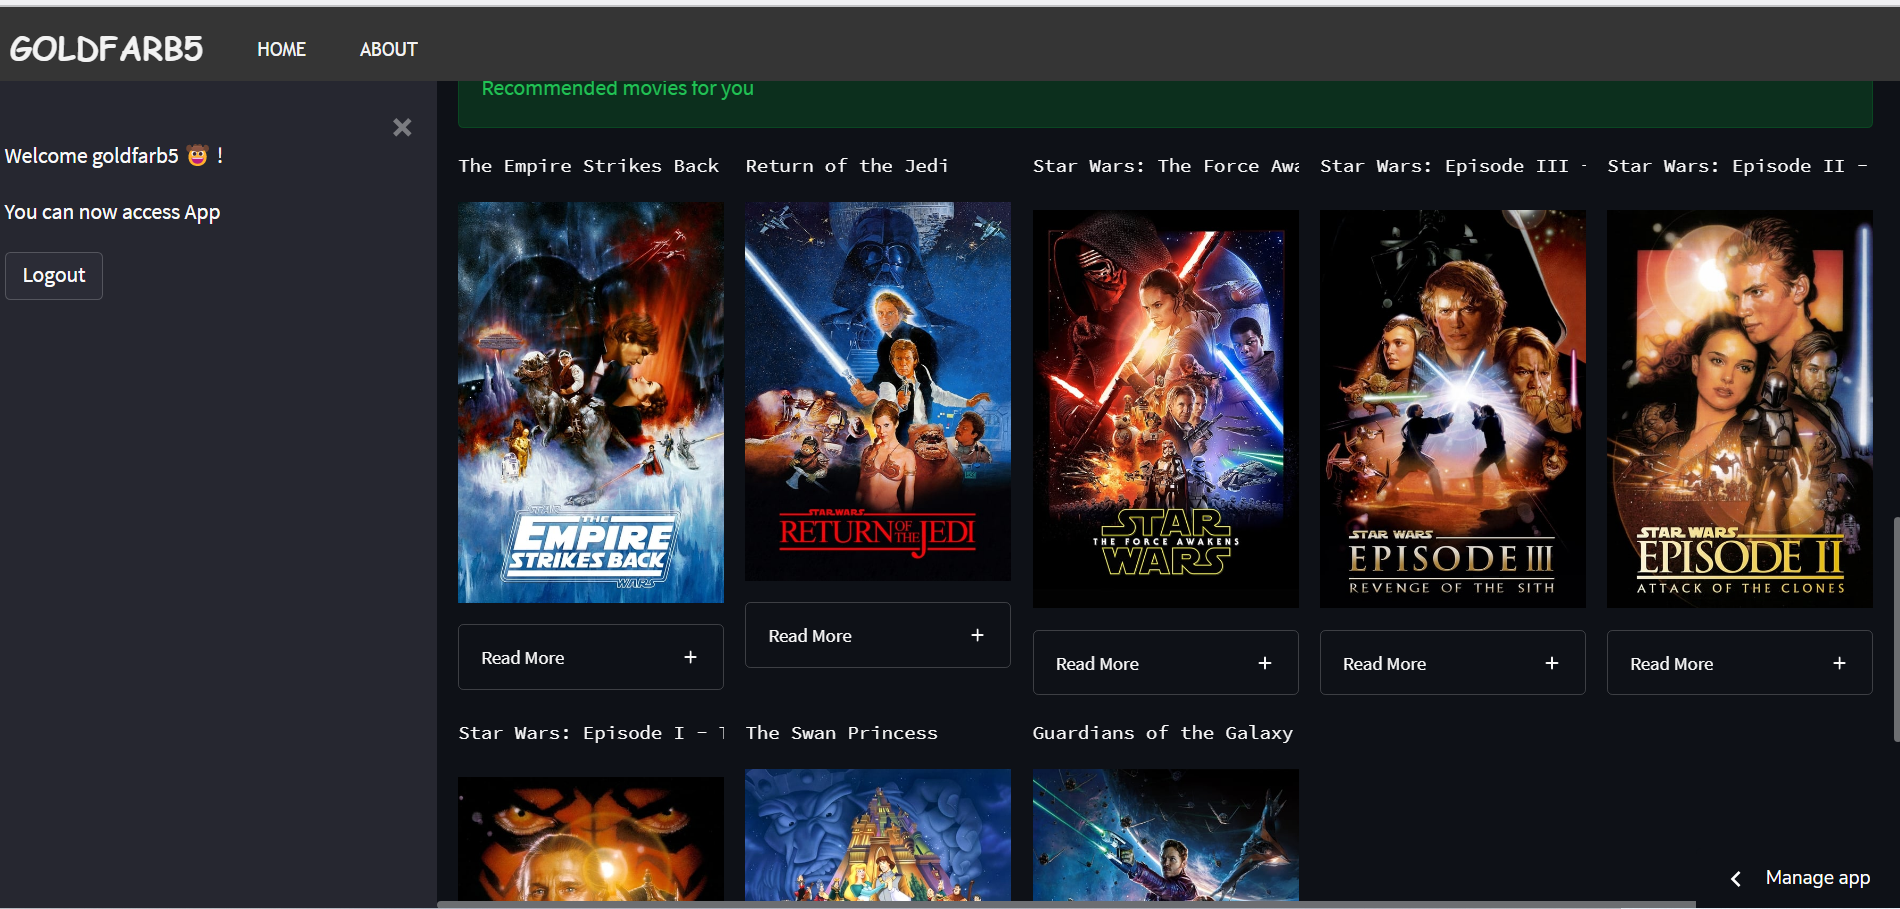 GOLDFARB5 HOME ABOUT
Recommended movies for you
Welcome goldfarb5 🤠 !
You can now access App
Logout
The Empire Strikes Back
Return of the Jedi
Star Wars: The Force Awa
Star Wars: Episode III -
Star Wars: Episode II -
STAR
THE
EMPIRE
STRIKES BACK
WARS
STAR WARS
RETURN OF THE JEDI
STAR
THE FORCE AWAKENS
WARS
STAR WARS
EPISODE III
REVENGE OF THE SITH
STAR WARS
EPISODE II
ATTACK OF THE CLONES
Read More +
Read More +
Read More +
Read More +
Read More +
Star Wars: Episode I - T
The Swan Princess
Guardians of the Galaxy
Manage app